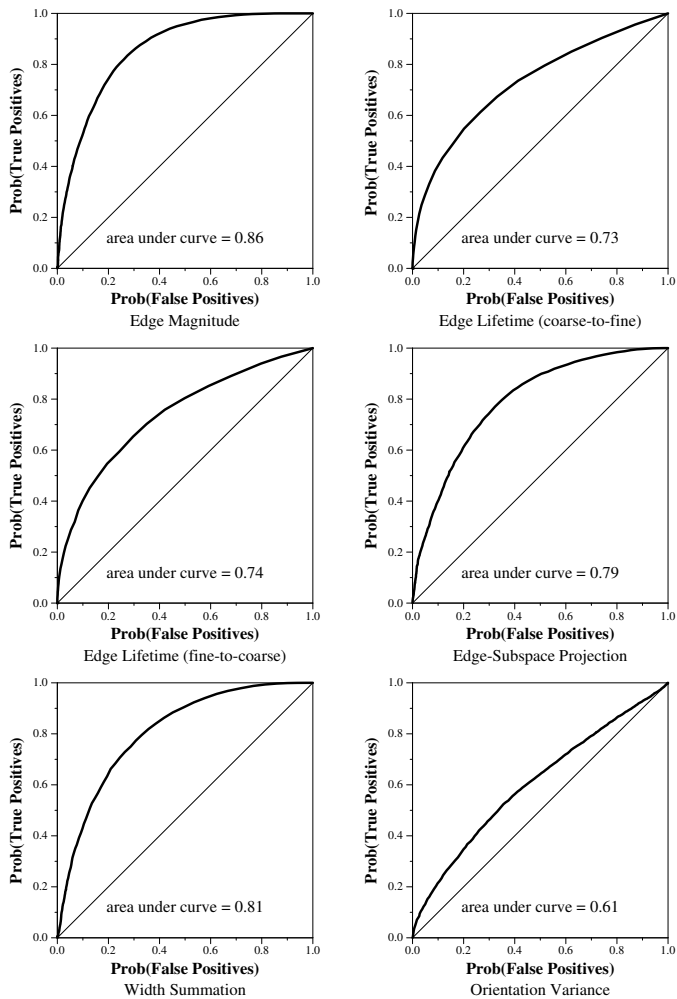 1.0
0.8
0.6
0.4
0.2
0.0
Prob(True Positives)
area under curve = 0.86
0.0 0.2 0.4 0.6 0.8 1.0
Prob(False Positives)
Edge Magnitude
1.0
0.8
0.6
0.4
0.2
0.0
Prob(True Positives)
area under curve = 0.73
0.0 0.2 0.4 0.6 0.8 1.0
Prob(False Positives)
Edge Lifetime (coarse-to-fine)
1.0
0.8
0.6
0.4
0.2
0.0
Prob(True Positives)
area under curve = 0.74
0.0 0.2 0.4 0.6 0.8 1.0
Prob(False Positives)
Edge Lifetime (fine-to-coarse)
1.0
0.8
0.6
0.4
0.2
0.0
Prob(True Positives)
area under curve = 0.79
0.0 0.2 0.4 0.6 0.8 1.0
Prob(False Positives)
Edge-Subspace Projection
1.0
0.8
0.6
0.4
0.2
0.0
Prob(True Positives)
area under curve = 0.81
0.0 0.2 0.4 0.6 0.8 1.0
Prob(False Positives)
Width Summation
1.0
0.8
0.6
0.4
0.2
0.0
Prob(True Positives)
area under curve = 0.61
0.0 0.2 0.4 0.6 0.8 1.0
Prob(False Positives)
Orientation Variance